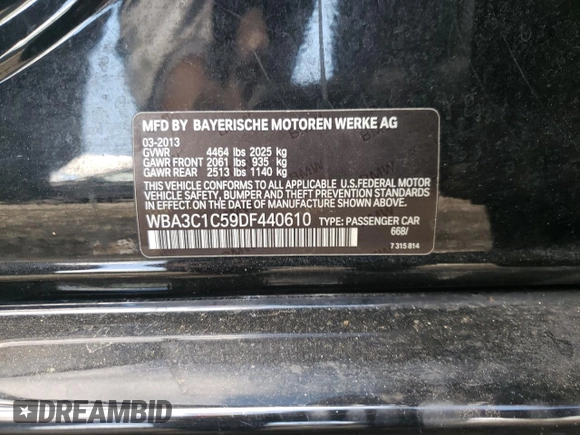 MFD BY BAYERISCHE MOTOREN WERKE AG
03-2013
GVWR 4464 lbs 2025 kg
GAWR FRONT 2061 lbs 935 kg
GAWR REAR 2513 lbs 1140 kg
THIS VEHICLE CONFORMS TO ALL APPLICABLE U.S.FEDERAL MOTOR
VEHICLE SAFETY, BUMPER AND THEFT PREVENTION STANDARDS
IN EFFECT ON THE DATE OF MANUFACTURE SHOWN ABOVE.
WBA3C1C59DF440610 TYPE: PASSENGER CAR
668/
7 315 814
DREAMBID